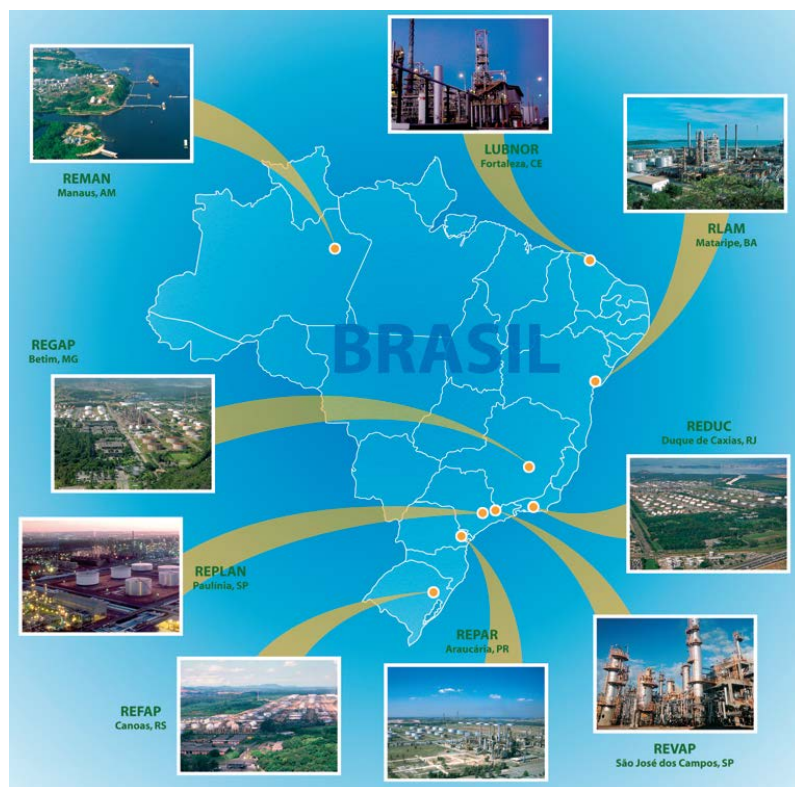 LUBNOR
Fortaleza, CE
REMAN
Manaus, AM
RLAM
Mataripe, BA
BRASIL
REGAP
Betim, MG
REDUC
Duque de Caxias, RJ
REPLAN
Paulínia, SP
REPAR
Araucária, PR
REFAP
Canoas, RS
REVAP
São José dos Campos, SP